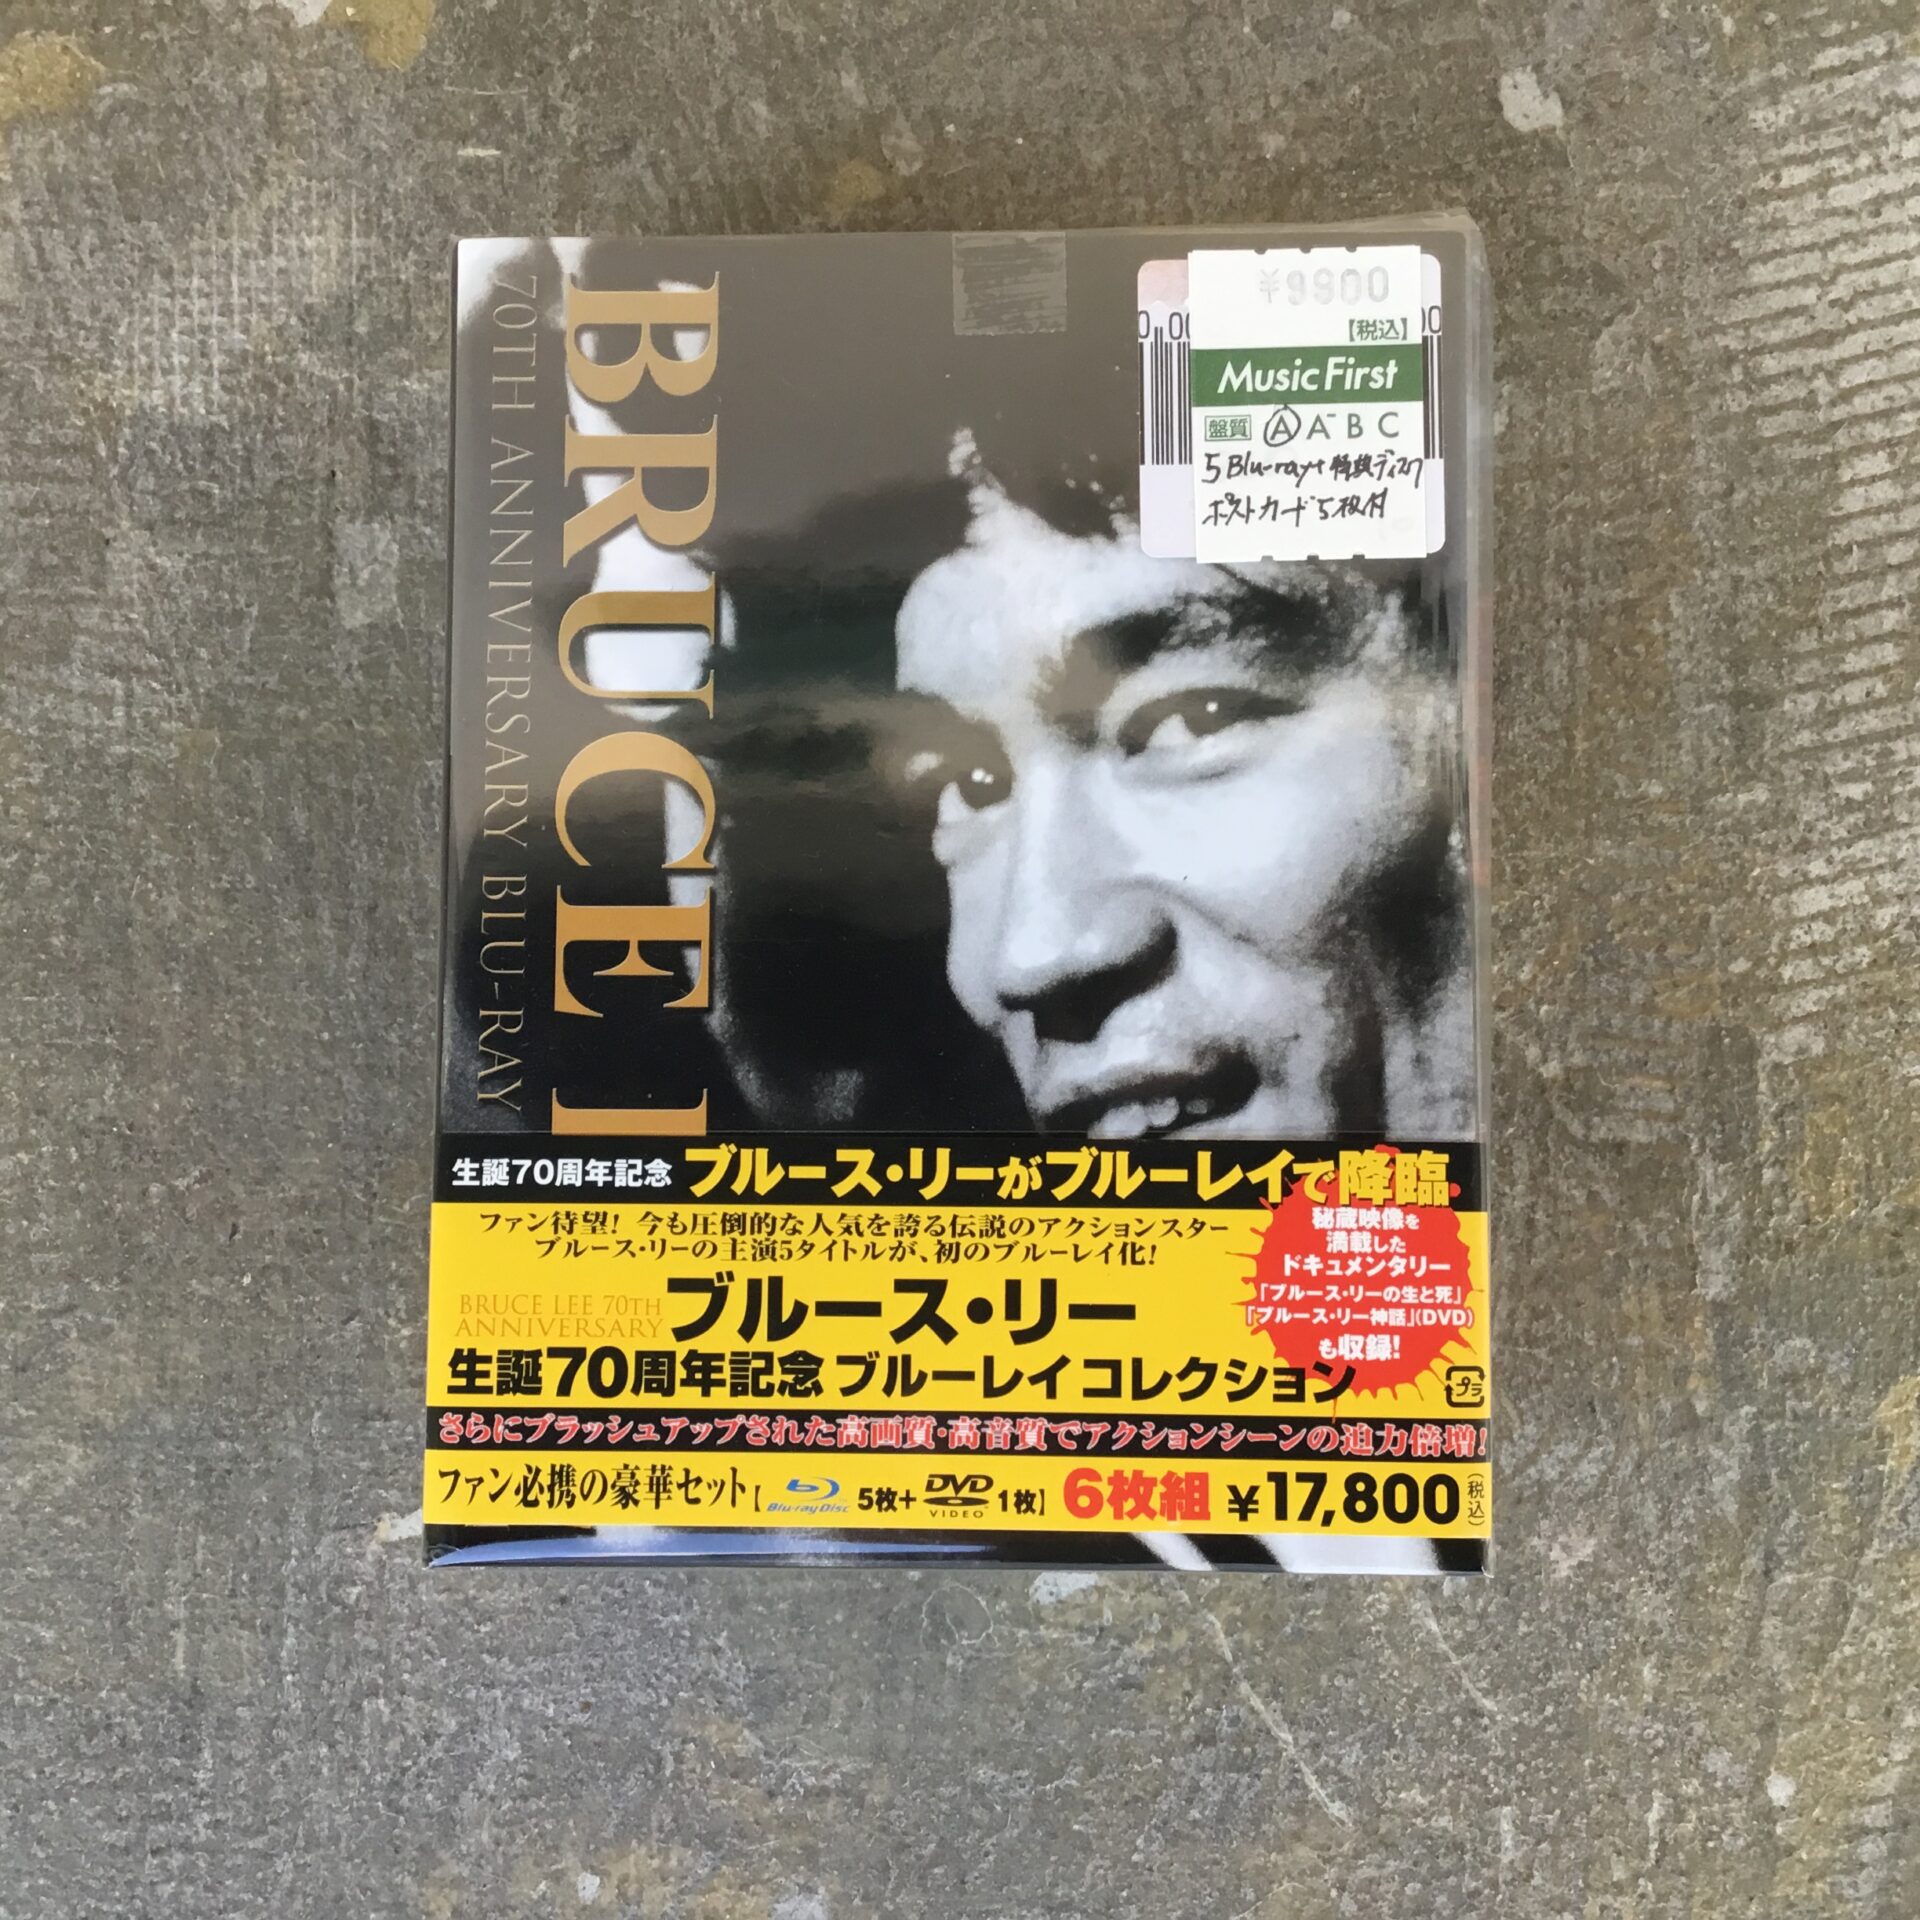 ¥9900
【税込】
Music First
盤質 A A⁻ B C
5 Blu-ray+特典ディスク
ポストカード5枚付
BRUCE
70TH ANNIVERSARY BLU-RAY
生誕70周年記念 ブルース・リーがブルーレイで降臨
ファン待望! 今も圧倒的な人気を誇る伝説のアクションスター
ブルース・リーの主演5タイトルが、初のブルーレイ化!
秘蔵映像を
満載した
ドキュメンタリー
「ブルース・リーの生と死」
「ブルース・リー神話」(DVD)
も収録!
BRUCE LEE 70TH
ANNIVERSARY
ブルース・リー
生誕70周年記念 ブルーレイ コレクション
プラ
さらにブラッシュアップされた高画質・高音質でアクションシーンの迫力倍増!
ファン必携の豪華セット【Blu-ray Disc 5枚+DVD VIDEO 1枚】6枚組 ¥17,800(税込)